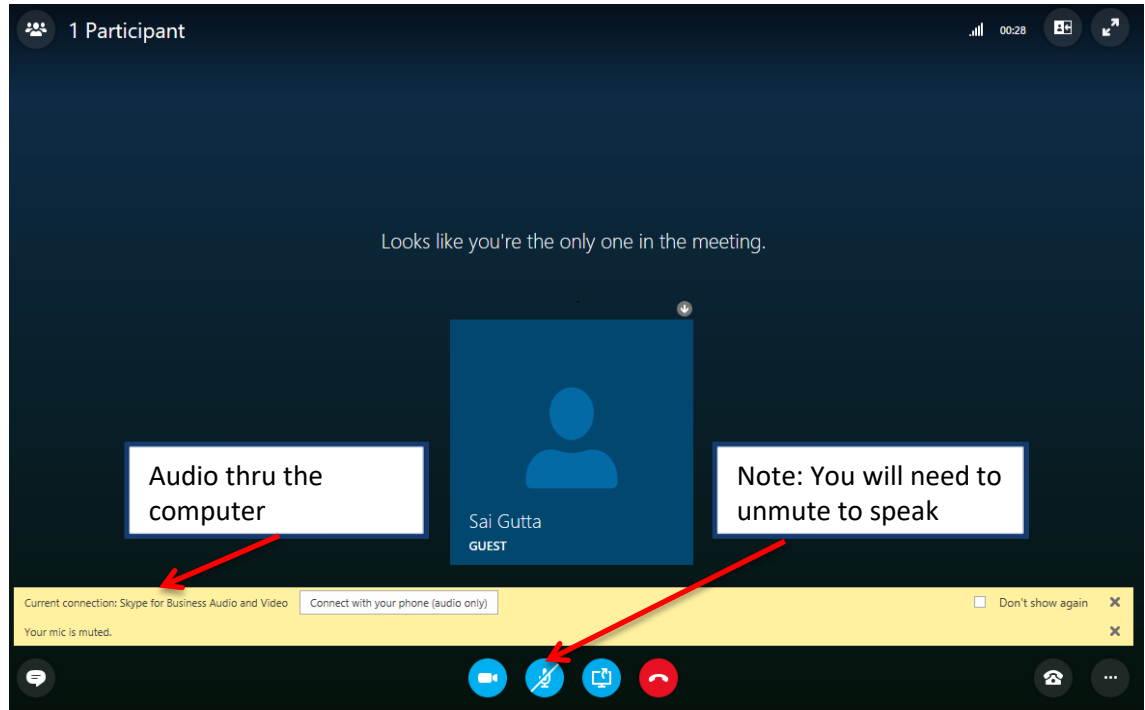 1 Participant
00:28
Looks like you're the only one in the meeting.
Audio thru the
computer
Note: You will need to
unmute to speak
Sai Gutta
GUEST
Current connection: Skype for Business Audio and Video
Connect with your phone (audio only)
Don't show again
Your mic is muted.